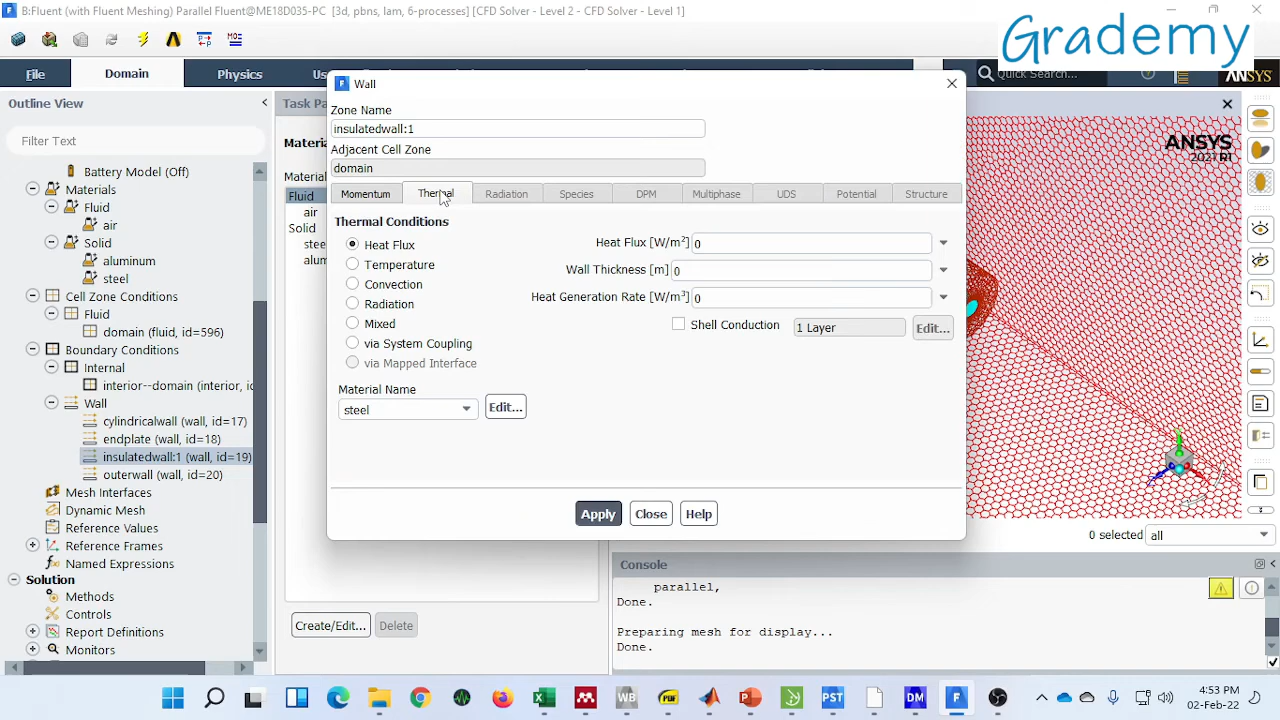 B:Fluent (with Fluent Meshing) Parallel Fluent@ME18D035-PC [3d, pbns, lam, 6-processes] [CFD Solver - Level 2 - CFD Solver - Level 1]
Grademy
File
Domain
Physics
Quick Search...
ANSYS
Outline View
Task Pa
Filter Text
Battery Model (Off)
Materials
Fluid
air
Solid
aluminum
steel
Cell Zone Conditions
Fluid
domain (fluid, id=596)
Boundary Conditions
Internal
interior--domain (interior, ic
Wall
cylindricalwall (wall, id=17)
endplate (wall, id=18)
insulatedwall:1 (wall, id=19)
outerwall (wall, id=20)
Mesh Interfaces
Dynamic Mesh
Reference Values
Reference Frames
Named Expressions
Solution
Methods
Controls
Report Definitions
Monitors
Materia
Material
Fluid
air
Solid
stee
alum
Create/Edit...
Delete
Wall
Zone Name
insulatedwall:1
Adjacent Cell Zone
domain
Momentum
Thermal
Radiation
Species
DPM
Multiphase
UDS
Potential
Structure
Thermal Conditions
Heat Flux
Temperature
Convection
Radiation
Mixed
via System Coupling
via Mapped Interface
Heat Flux [W/m²] 0
Wall Thickness [m] 0
Heat Generation Rate [W/m³] 0
Shell Conduction
1 Layer
Edit...
Material Name
steel
Edit...
Apply
Close
Help
ANSYS
2021 R1
0 selected
all
Console
parallel,
Done.
Preparing mesh for display...
Done.
WB
PDF
PST
DM
F
4:53 PM
02-Feb-22